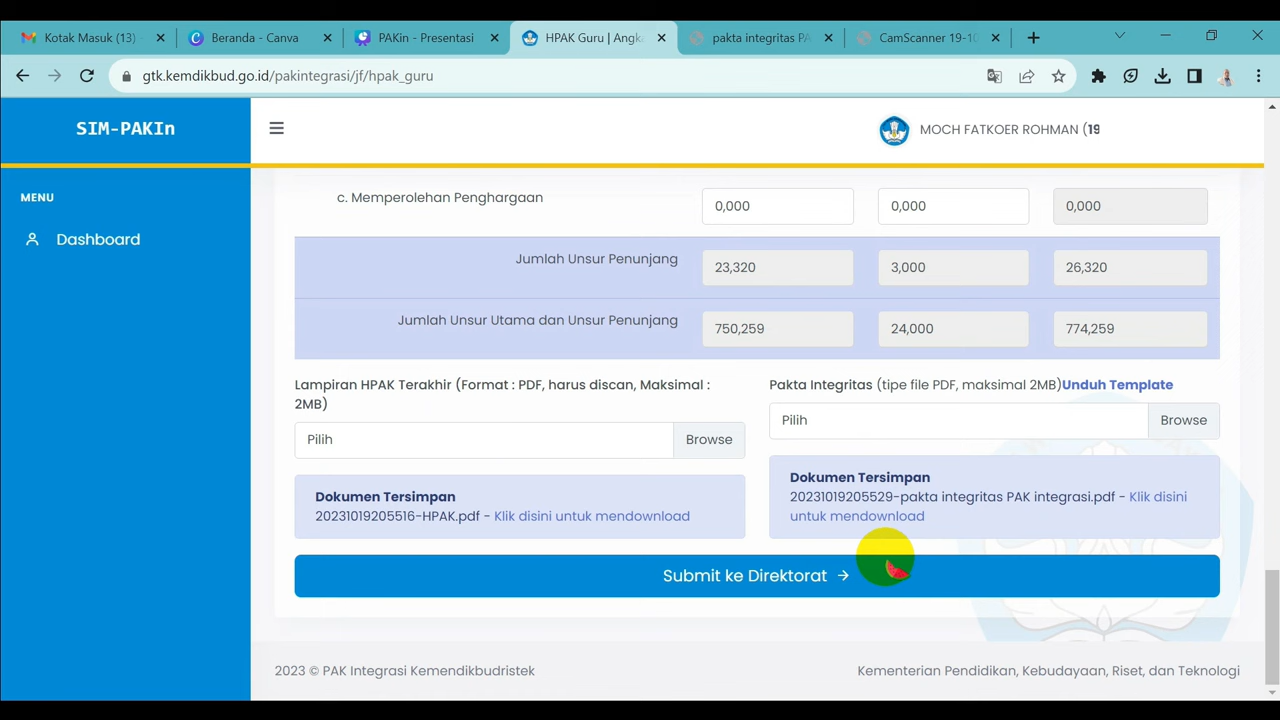 Kotak Masuk (13) -
Beranda - Canva
PAKin - Presentasi
HPAK Guru | Angka
pakta integritas PA
CamScanner 19-10
gtk.kemdikbud.go.id/pakintegrasi/jf/hpak_guru
SIM-PAKIn
MOCH FATKOER ROHMAN (19
MENU
Dashboard
c. Memperolehan Penghargaan
0,000 0,000 0,000
Jumlah Unsur Penunjang
23,320 3,000 26,320
Jumlah Unsur Utama dan Unsur Penunjang
750,259 24,000 774,259
Lampiran HPAK Terakhir (Format : PDF, harus discan, Maksimal :
2MB)
Pilih Browse
Dokumen Tersimpan
20231019205516-HPAK.pdf - Klik disini untuk mendownload
Pakta Integritas (tipe file PDF, maksimal 2MB)Unduh Template
Pilih Browse
Dokumen Tersimpan
20231019205529-pakta integritas PAK integrasi.pdf - Klik disini
untuk mendownload
Submit ke Direktorat →
2023 © PAK Integrasi Kemendikbudristek
Kementerian Pendidikan, Kebudayaan, Riset, dan Teknologi